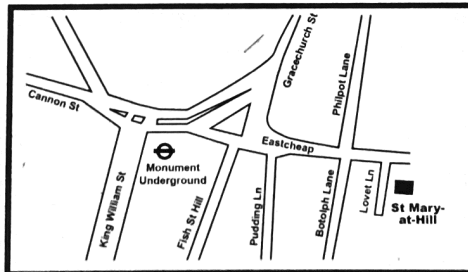 Gracechurch St
Philpot Lane
Cannon St
Eastcheap
Monument
Underground
King William St
Fish St Hill
Pudding Ln
Botolph Lane
Lovet Ln
St Mary-
at-Hill